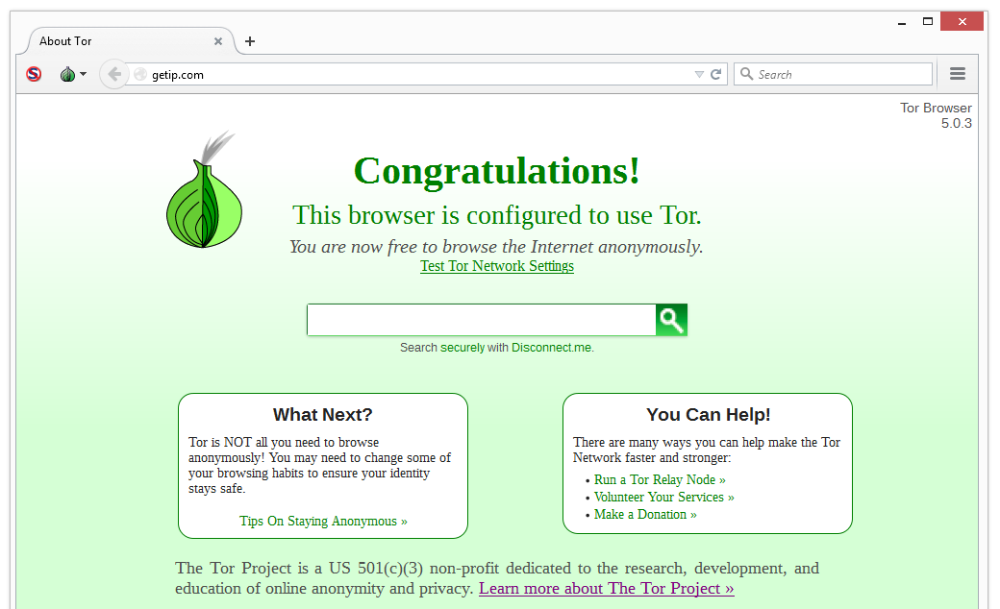 About Tor
getip.com
Search
Tor Browser
5.0.3
Congratulations!
This browser is configured to use Tor.
You are now free to browse the Internet anonymously.
Test Tor Network Settings
Search securely with Disconnect.me.
What Next?
Tor is NOT all you need to browse
anonymously! You may need to change some of
your browsing habits to ensure your identity
stays safe.
Tips On Staying Anonymous »
You Can Help!
There are many ways you can help make the Tor
Network faster and stronger:
• Run a Tor Relay Node »
• Volunteer Your Services »
• Make a Donation »
The Tor Project is a US 501(c)(3) non-profit dedicated to the research, development, and
education of online anonymity and privacy. Learn more about The Tor Project »